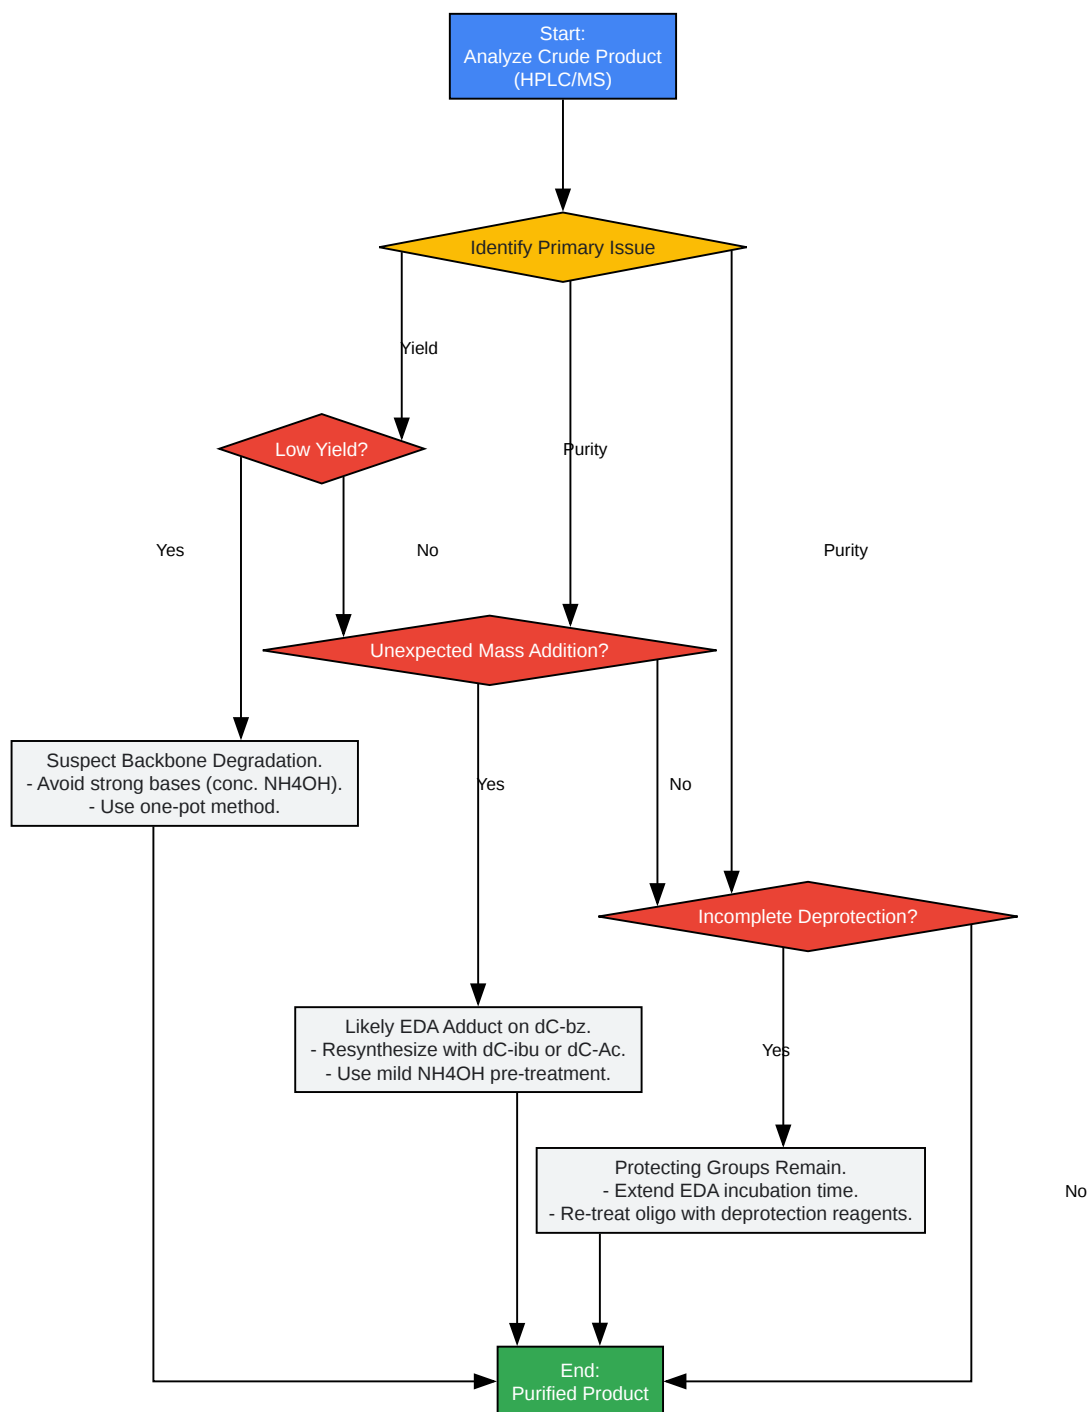 Start:
Analyze Crude Product
(HPLC/MS)
Identify Primary Issue
Yield
Low Yield?
Purity
Yes
No
Purity
Unexpected Mass Addition?
Suspect Backbone Degradation.
- Avoid strong bases (conc. NH4OH).
- Use one-pot method.
Yes
No
Incomplete Deprotection?
Likely EDA Adduct on dC-bz.
- Resynthesize with dC-ibu or dC-Ac.
- Use mild NH4OH pre-treatment.
Yes
Protecting Groups Remain.
- Extend EDA incubation time.
- Re-treat oligo with deprotection reagents.
No
End:
Purified Product